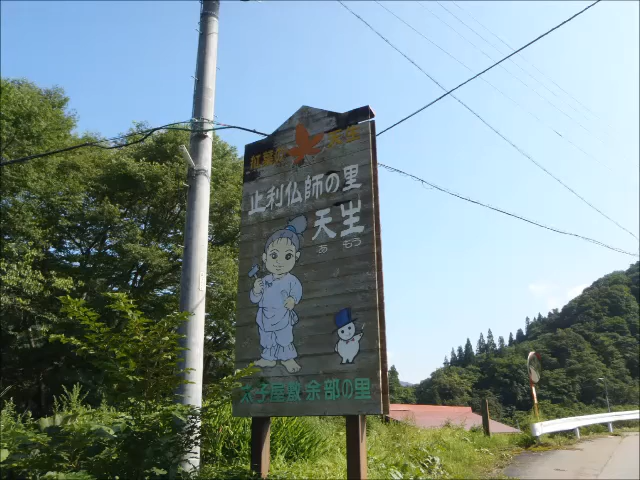 止利仏師の里
天生
あもう
太子屋敷 余部の里